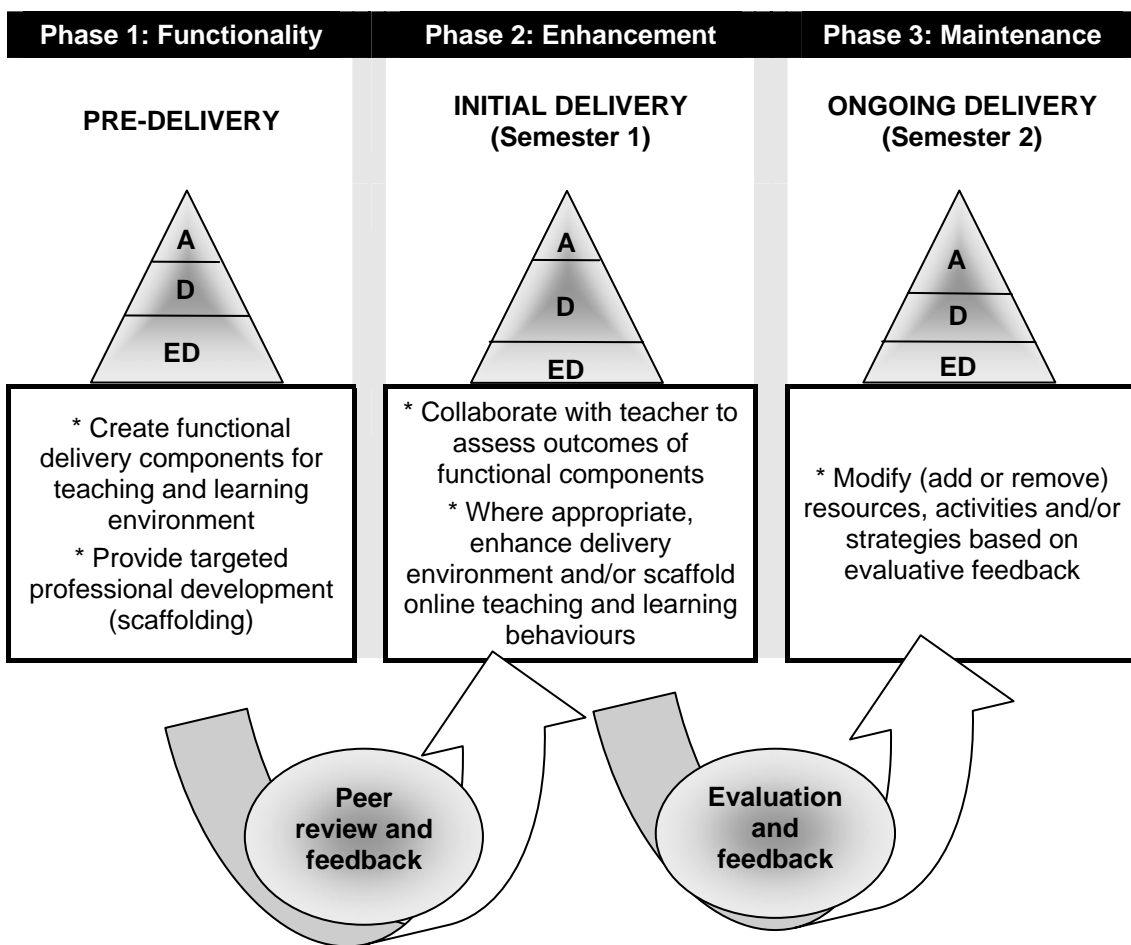 Phase 1: Functionality
Phase 2: Enhancement
Phase 3: Maintenance
PRE-DELIVERY
INITIAL DELIVERY
(Semester 1)
ONGOING DELIVERY
(Semester 2)
A
D
ED
A
D
ED
A
D
ED
* Create functional
delivery components for
teaching and learning
environment
* Provide targeted
professional development
(scaffolding)
* Collaborate with teacher to
assess outcomes of
functional components
* Where appropriate,
enhance delivery
environment and/or scaffold
online teaching and learning
behaviours
* Modify (add or remove)
resources, activities and/or
strategies based on
evaluative feedback
Peer
review and
feedback
Evaluation
and
feedback